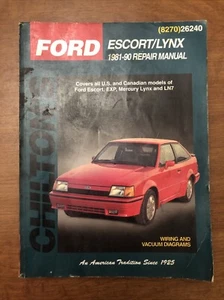 (8270)26240
FORD
ESCORT/LYNX
1981-90 REPAIR MANUAL
Covers all U.S. and Canadian models of
Ford Escort, EXP, Mercury Lynx and LN7
CHILTON'S
WIRING AND
VACUUM DIAGRAMS
An American Tradition Since 1925